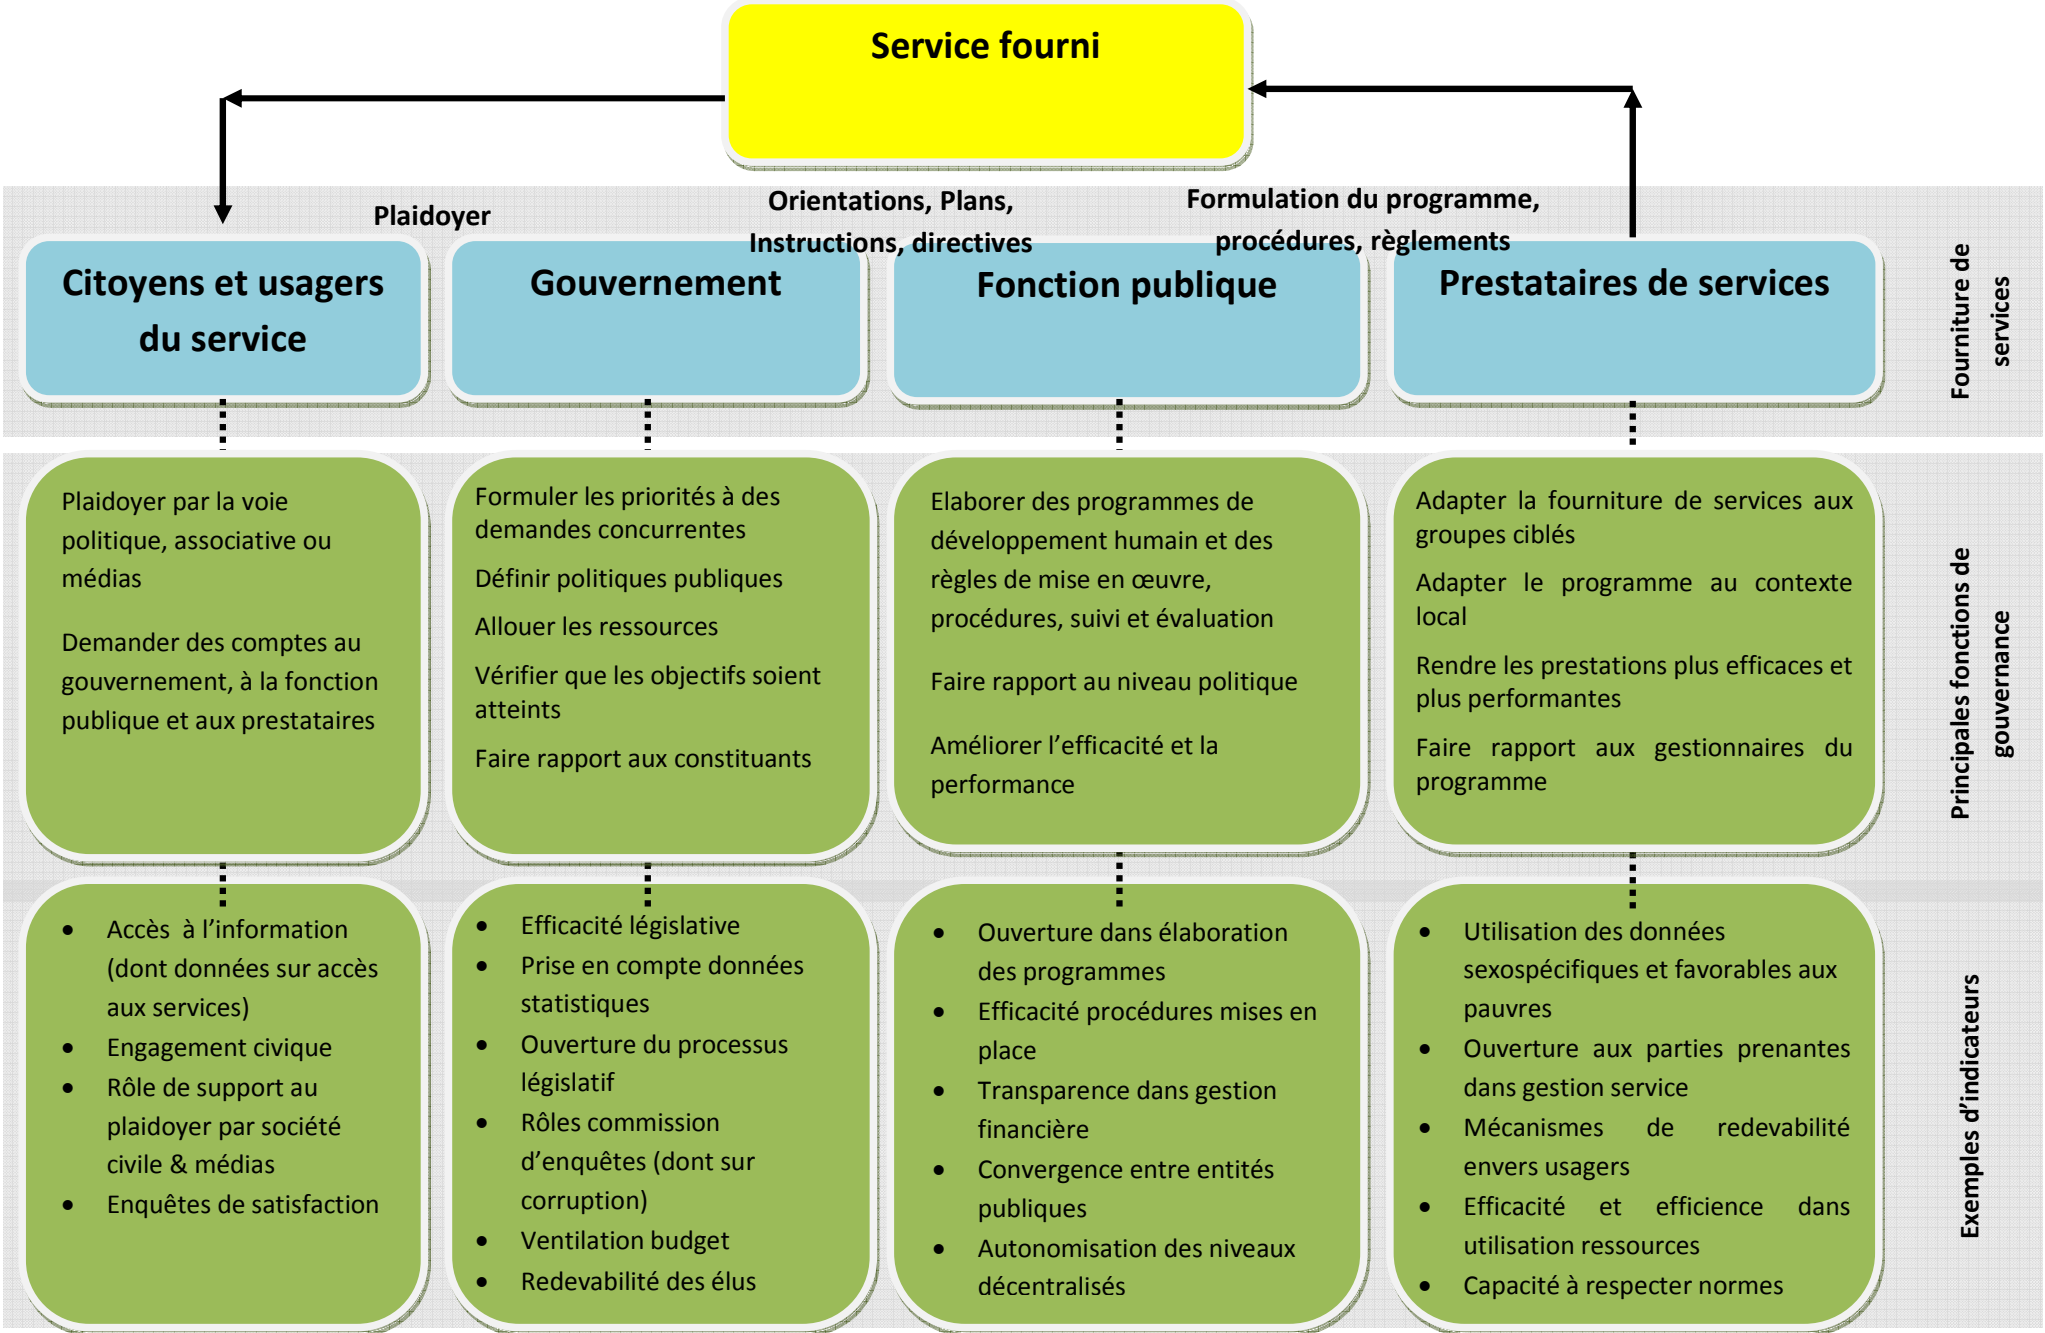 Service fourni
Plaidoyer
Orientations, Plans,
Instructions, directives
Formulation du programme,
procédures, règlements
Citoyens et usagers
du service
Gouvernement
Fonction publique
Prestataires de services
Fourniture de
services
Plaidoyer par la voie
politique, associative ou
médias
Demander des comptes au
gouvernement, à la fonction
publique et aux prestataires
Formuler les priorités à des
demandes concurrentes
Définir politiques publiques
Allouer les ressources
Vérifier que les objectifs soient
atteints
Faire rapport aux constituants
Elaborer des programmes de
développement humain et des
règles de mise en œuvre,
procédures, suivi et évaluation
Faire rapport au niveau politique
Améliorer l’efficacité et la
performance
Adapter la fourniture de services aux
groupes ciblés
Adapter le programme au contexte
local
Rendre les prestations plus efficaces et
plus performantes
Faire rapport aux gestionnaires du
programme
Principales fonctions de
gouvernance
• Accès à l’information
(dont données sur accès
aux services)
• Engagement civique
• Rôle de support au
plaidoyer par société
civile & médias
• Enquêtes de satisfaction
• Efficacité législative
• Prise en compte données
statistiques
• Ouverture du processus
législatif
• Rôles commission
d’enquêtes (dont sur
corruption)
• Ventilation budget
• Redevabilité des élus
• Ouverture dans élaboration
des programmes
• Efficacité procédures mises en
place
• Transparence dans gestion
financière
• Convergence entre entités
publiques
• Autonomisation des niveaux
décentralisés
• Utilisation des données
sexospécifiques et favorables aux
pauvres
• Ouverture aux parties prenantes
dans gestion service
• Mécanismes de redevabilité
envers usagers
• Efficacité et efficience dans
utilisation ressources
• Capacité à respecter normes
Exemples d’indicateurs